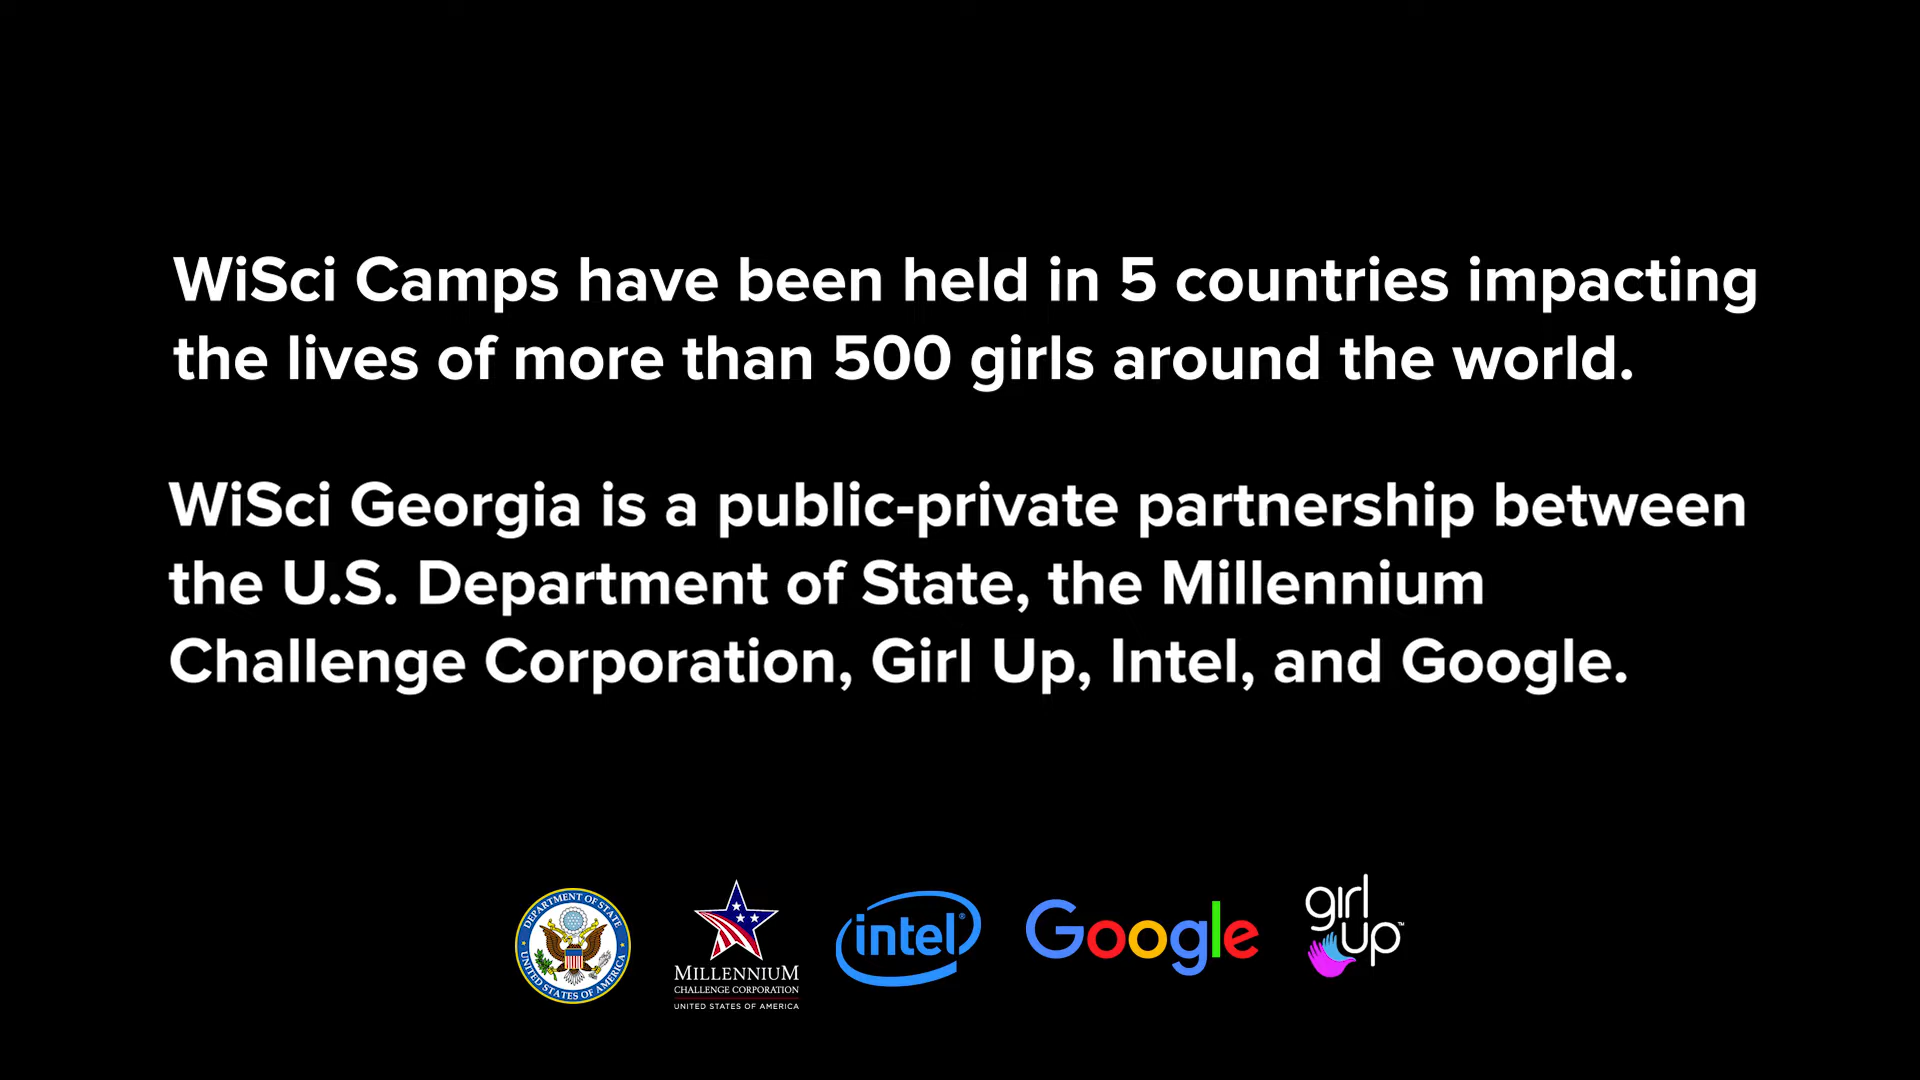 WiSci Camps have been held in 5 countries impacting
the lives of more than 500 girls around the world.
WiSci Georgia is a public-private partnership between
the U.S. Department of State, the Millennium
Challenge Corporation, Girl Up, Intel, and Google.
DEPARTMENT OF STATE
UNITED STATES OF AMERICA
MILLENNIUM
CHALLENGE CORPORATION
UNITED STATES OF AMERICA
intel®
Google
girl
up™